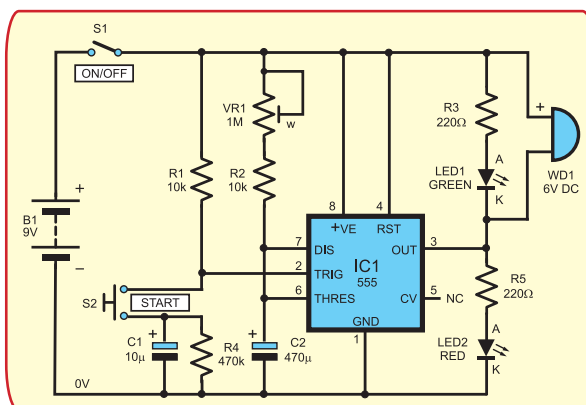 S1
ON/OFF
VR1
1M
W
R3
220Ω
+
WD1
6V DC
R1
10k
R2
10k
LED1
GREEN
A
K
B1
9V
+
−
8
4
+VE
RST
7
DIS
OUT
3
IC1
555
2
TRIG
6
THRES
CV
5
NC
GND
1
R5
220Ω
S2
START
+
C1
10µ
R4
470k
+
C2
470µ
LED2
RED
A
K
0V